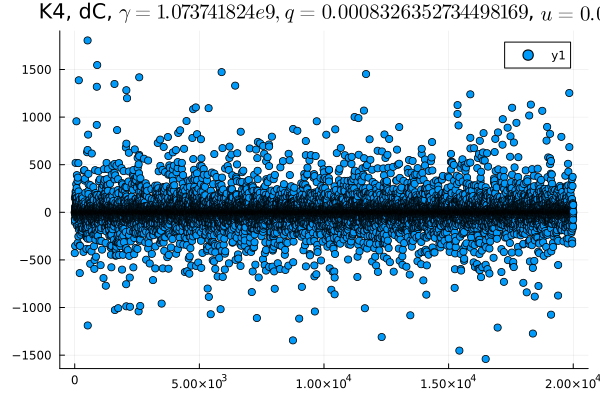 K4, dC, γ = 1.073741824e9, q = 0.0008326352734498169, u = 0.0
y1
1500
1000
500
0
−500
−1000
−1500
0 5.00×10³ 1.00×10⁴ 1.50×10⁴ 2.00×10⁴